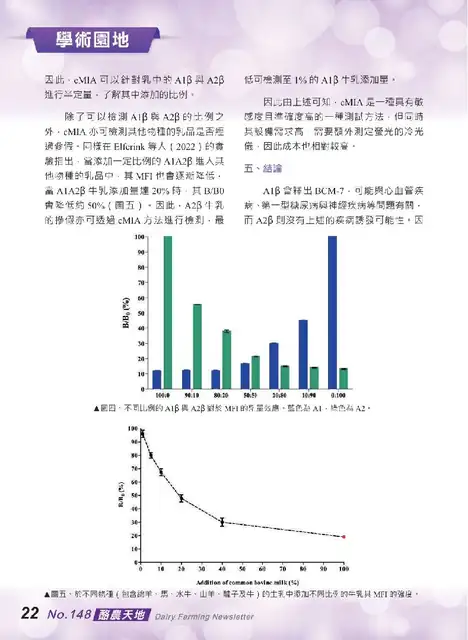 學術園地
因此，cMIA 可以針對乳中的 A1β 與 A2β
進行半定量，了解其中添加的比例。
除了可以檢測 A1β 與 A2β 的比例之
外，cMIA 亦可檢測其他物種的乳品是否經
過摻假。同樣在 Elferink 等人（2022）的實
驗指出，當添加一定比例的 A1A2β 進入其
他物種的乳品中，其 MFI 也會逐漸降低，
當 A1A2β 牛乳添加量達 20% 時，其 B/B0
會降低約 50%（圖五）。因此，A2β 牛乳
的摻假亦可透過 cMIA 方法進行檢測，最
低可檢測至 1% 的 A1β 牛乳添加量。
因此由上述可知，cMIA 是一種具有敏
感度且準確度高的一種測試方法，但同時
其設備需求高，需要額外測定螢光的冷光
儀，因此成本也相對較高。
五、結論
A1β 會釋出 BCM-7，可能與心血管疾
病、第一型糖尿病與神經疾病等問題有關，
而 A2β 則沒有上述的疾病誘發可能性。因
B/B0 (%)
100
90
80
70
60
50
40
30
20
10
0
100:0 90:10 80:20 50:50 20:80 10:90 0:100
▲圖四、不同比例的 A1β 與 A2β 對於 MFI 的劑量效應。藍色為 A1，綠色為 A2。
B/B0 (%)
100
90
80
70
60
50
40
30
20
10
0
0 10 20 30 40 50 60 70 80 90 100
Addition of common bovine milk (%)
▲圖五、於不同物種（包含綿羊、馬、水牛、山羊、驢子及牛）的生乳中添加不同比例的牛乳其 MFI 的強度。
22 No.148 酪農天地 Dairy Farming Newsletter